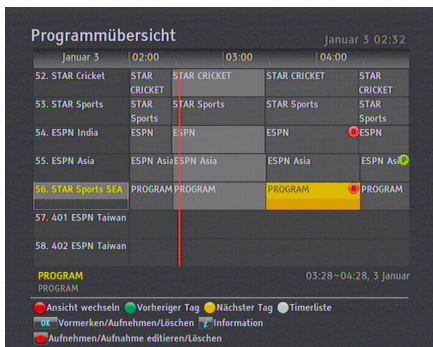 Programmübersicht
Januar 3 02:32
Januar 3 02:00 03:00 04:00
52. STAR Cricket STAR CRICKET STAR CRICKET STAR CRICKET STAR CRICKET
53. STAR Sports STAR Sports STAR Sports STAR Sports STAR Sports
54. ESPN India ESPN ESPN ESPN R ESPN
55. ESPN Asia ESPN Asia ESPN Asia ESPN Asia ESPN Asi P
56. STAR Sports SEA PROGRAM PROGRAM PROGRAM R PROGRAM
57. 401 ESPN Taiwan
58. 402 ESPN Taiwan
PROGRAM 03:28~04:28, 3 Januar
PROGRAM
Ansicht wechseln Vorheriger Tag Nächster Tag Timerliste
OK Vormerken/Aufnehmen/Löschen i Information
Aufnehmen/Aufnahme editieren/Löschen